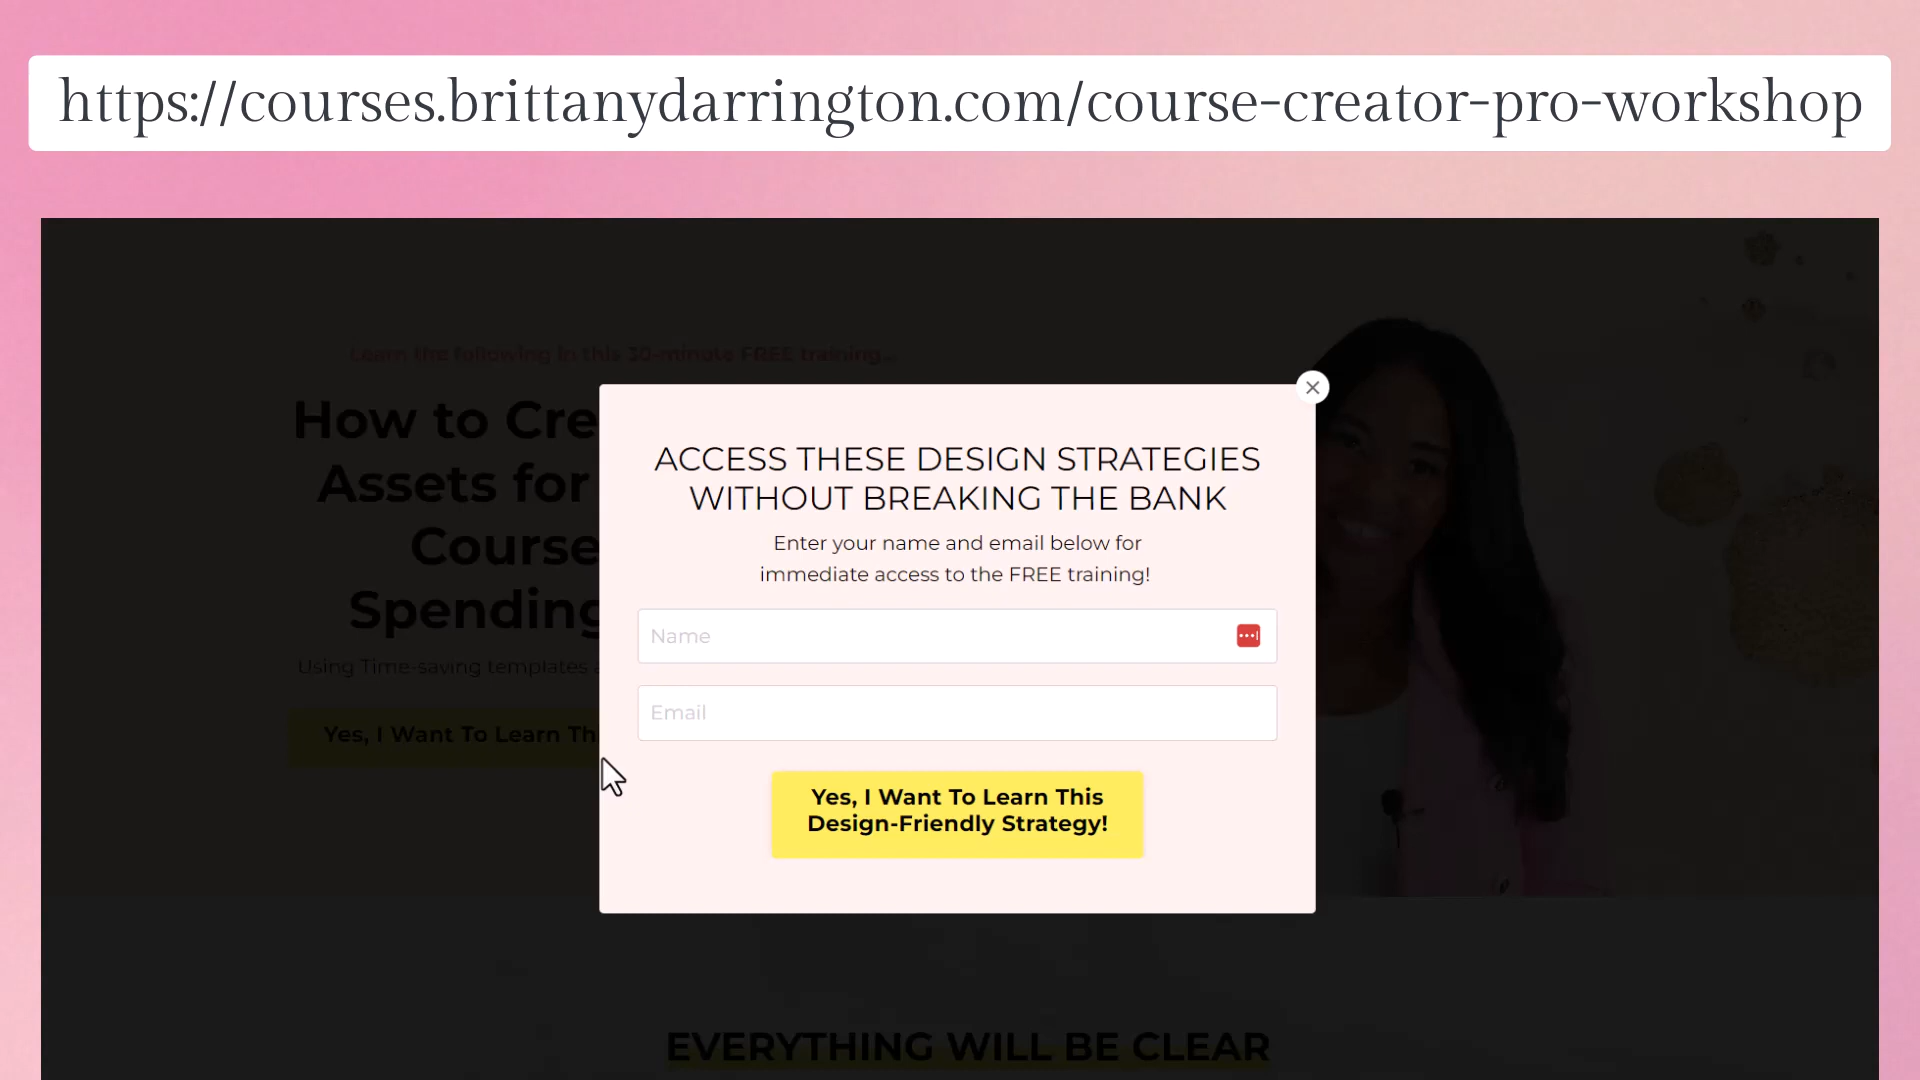 https://courses.brittanydarrington.com/course-creator-pro-workshop
Learn the following in this 30-minute FREE training...
How to Cre
Assets for
Course
Spending
Using Time-saving templates
Yes, I Want To Learn Th
ACCESS THESE DESIGN STRATEGIES
WITHOUT BREAKING THE BANK
Enter your name and email below for
immediate access to the FREE training!
Name
Email
Yes, I Want To Learn This
Design-Friendly Strategy!
EVERYTHING WILL BE CLEAR